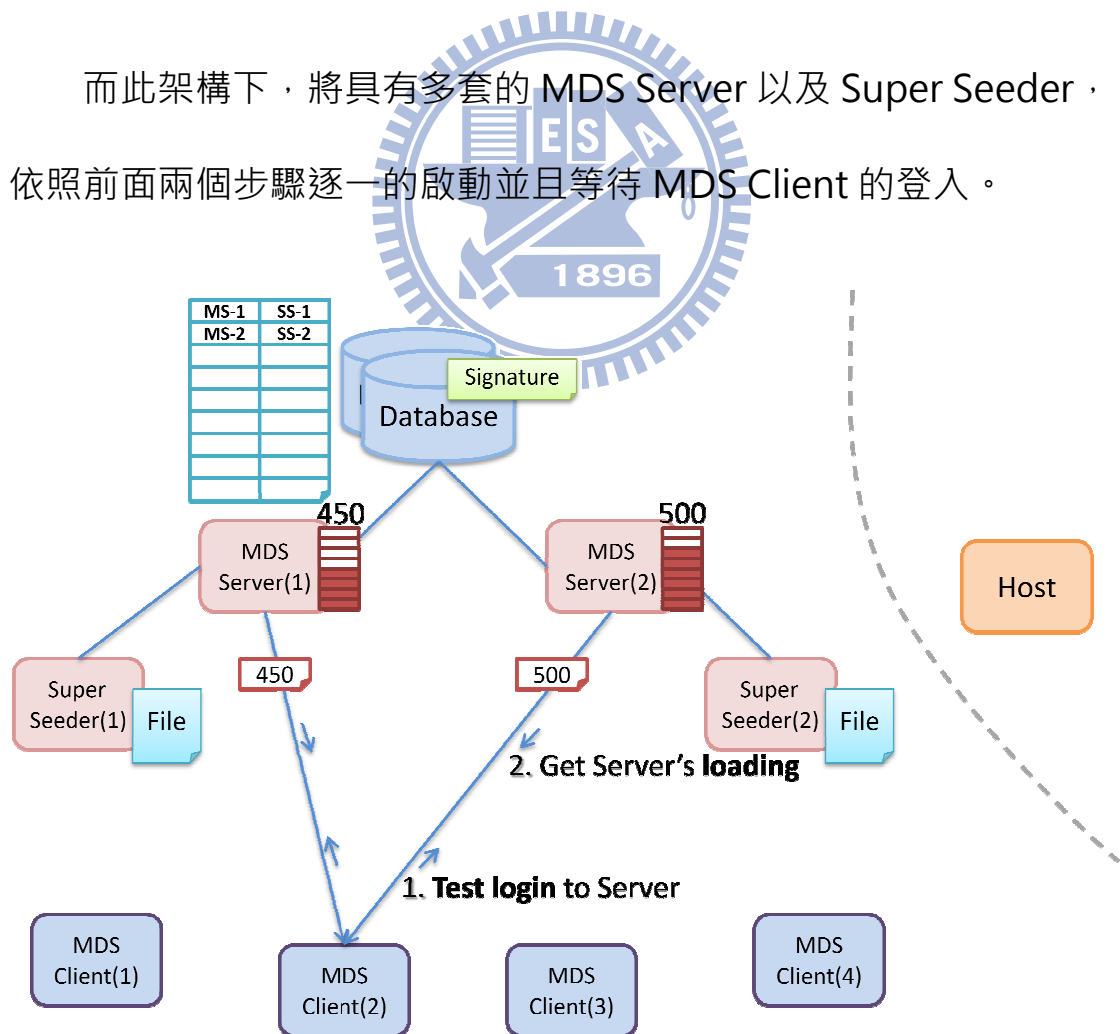 而此架構下，將具有多套的 MDS Server 以及 Super Seeder，
依照前面兩個步驟逐一的啟動並且等待 MDS Client 的登入。
E S A
1896
MS-1 SS-1
MS-2 SS-2
Signature
Database
450
500
MDS
Server(1)
MDS
Server(2)
Host
450
500
Super
Seeder(1)
File
Super
Seeder(2)
File
2. Get Server's loading
1. Test login to Server
MDS
Client(1)
MDS
Client(2)
MDS
Client(3)
MDS
Client(4)